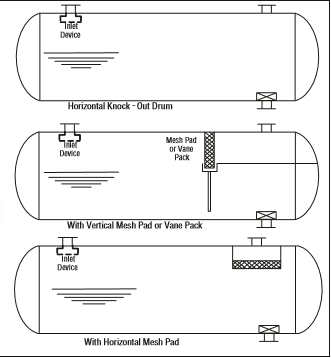 Inlet
Device
Horizontal Knock - Out Drum
Inlet
Device
Mesh Pad
or Vane
Pack
With Vertical Mesh Pad or Vane Pack
Inlet
Device
With Horizontal Mesh Pad